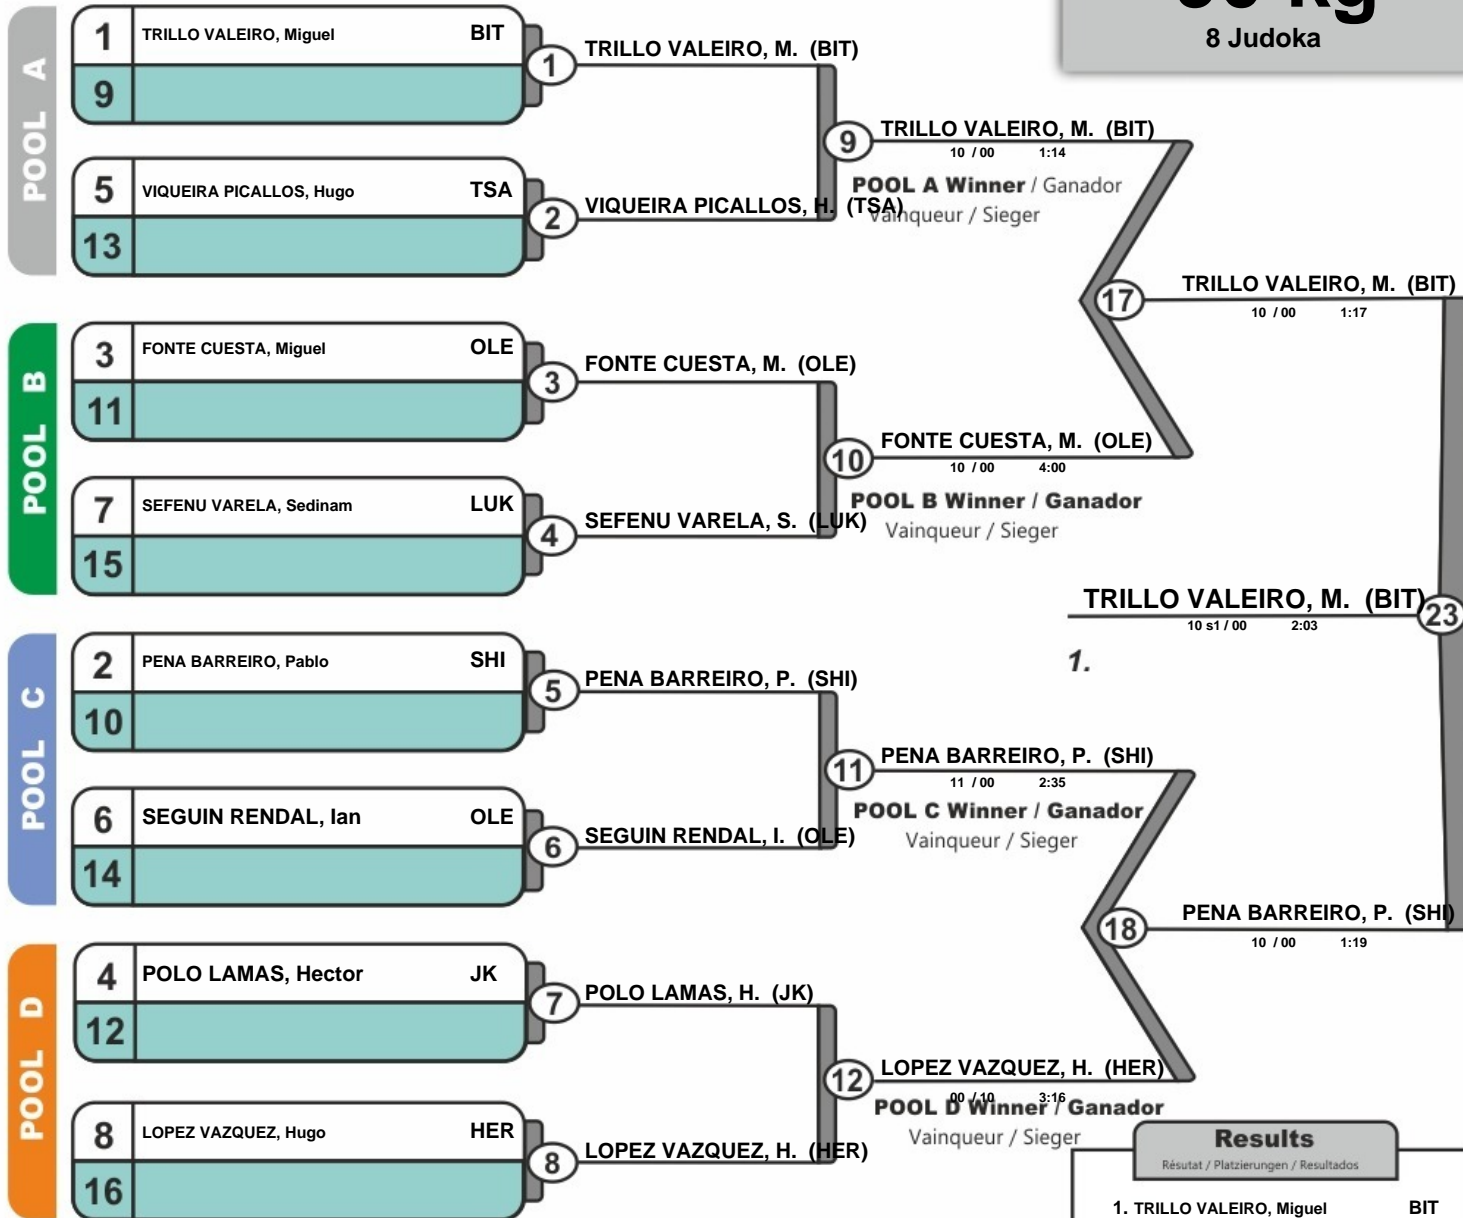 kg
8 Judoka
POOL A
1 TRILLO VALEIRO, Miguel BIT
9
5 VIQUEIRA PICALLOS, Hugo TSA
13
1 TRILLO VALEIRO, M. (BIT)
2 VIQUEIRA PICALLOS, H. (TSA)
9 TRILLO VALEIRO, M. (BIT)
10 / 00 1:14
POOL A Winner / Ganador
Vainqueur / Sieger
POOL B
3 FONTE CUESTA, Miguel OLE
11
7 SEFENU VARELA, Sedinam LUK
15
3 FONTE CUESTA, M. (OLE)
4 SEFENU VARELA, S. (LUK)
10 FONTE CUESTA, M. (OLE)
10 / 00 4:00
POOL B Winner / Ganador
Vainqueur / Sieger
17 TRILLO VALEIRO, M. (BIT)
10 / 00 1:17
TRILLO VALEIRO, M. (BIT) 23
10 s1 / 00 2:03
1.
POOL C
2 PENA BARREIRO, Pablo SHI
10
6 SEGUIN RENDAL, Ian OLE
14
5 PENA BARREIRO, P. (SHI)
6 SEGUIN RENDAL, I. (OLE)
11 PENA BARREIRO, P. (SHI)
11 / 00 2:35
POOL C Winner / Ganador
Vainqueur / Sieger
POOL D
4 POLO LAMAS, Hector JK
12
8 LOPEZ VAZQUEZ, Hugo HER
16
7 POLO LAMAS, H. (JK)
8 LOPEZ VAZQUEZ, H. (HER)
12 LOPEZ VAZQUEZ, H. (HER)
00 / 10 3:16
POOL D Winner / Ganador
Vainqueur / Sieger
18 PENA BARREIRO, P. (SHI)
10 / 00 1:19
Results
Résutat / Platzierungen / Resultados
1. TRILLO VALEIRO, Miguel BIT